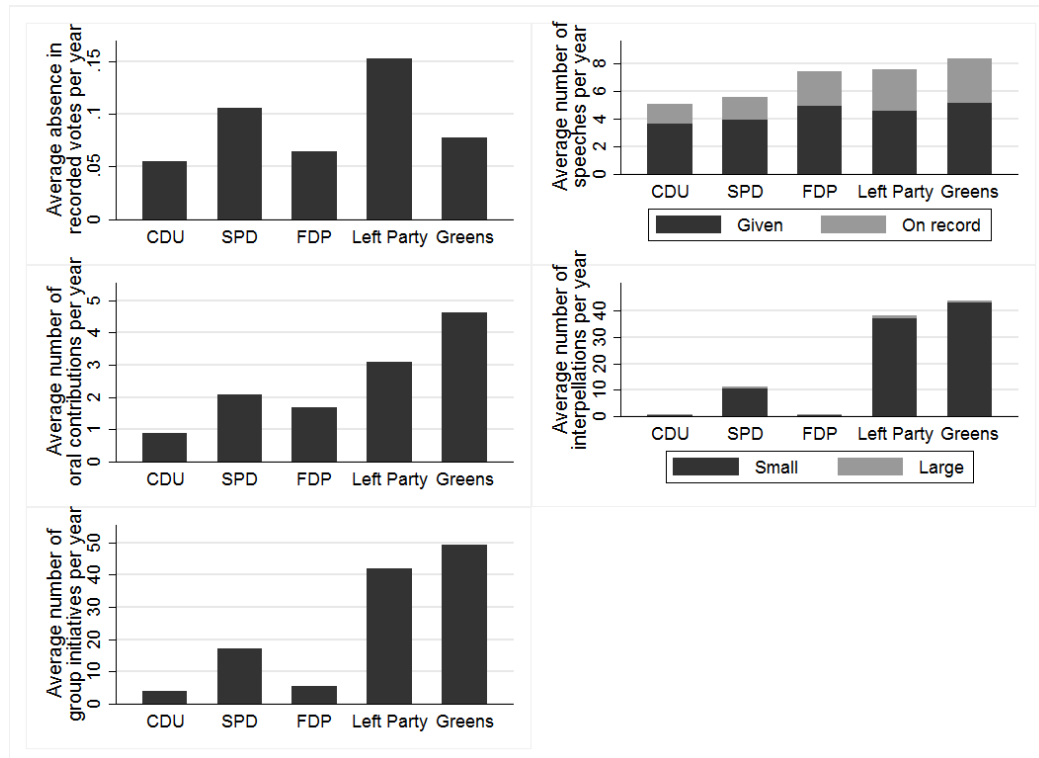 Average absence in
recorded votes per year
0 .05 .1 .15
CDU SPD FDP Left Party Greens
Average number of
speeches per year
0 2 4 6 8
CDU SPD FDP Left Party Greens
Given On record
Average number of
oral contributions per year
0 1 2 3 4 5
CDU SPD FDP Left Party Greens
Average number of
interpellations per year
0 10 20 30 40
CDU SPD FDP Left Party Greens
Small Large
Average number of
group initiatives per year
0 10 20 30 40 50
CDU SPD FDP Left Party Greens